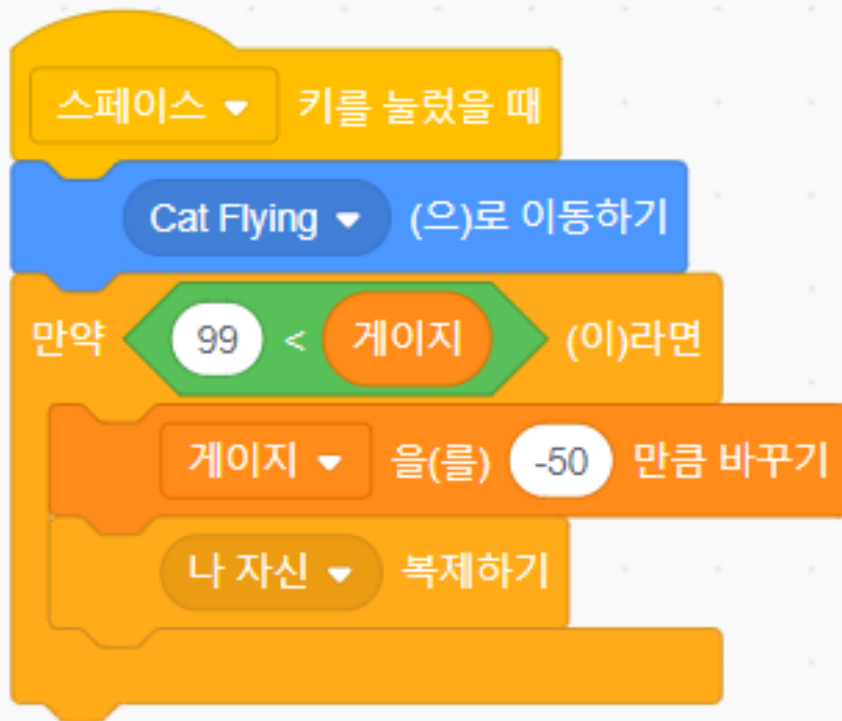 스페이스 키를 눌렀을 때
Cat Flying (으)로 이동하기
만약 99 < 게이지 (이)라면
게이지 을(를) -50 만큼 바꾸기
나 자신 복제하기